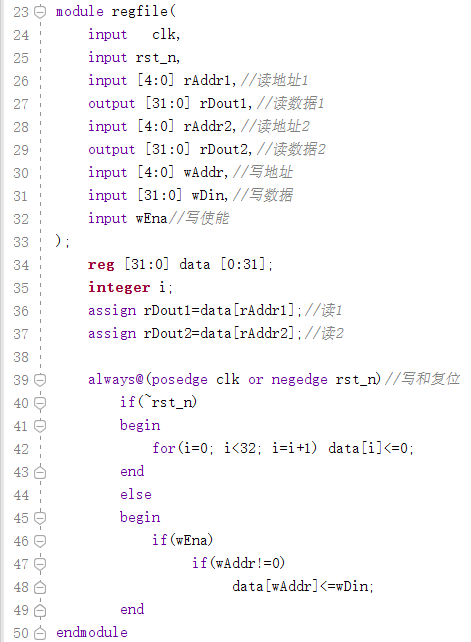 23 module regfile(
24     input   clk,
25     input rst_n,
26     input [4:0] rAddr1,//读地址1
27     output [31:0] rDout1,//读数据1
28     input [4:0] rAddr2,//读地址2
29     output [31:0] rDout2,//读数据2
30     input [4:0] wAddr,//写地址
31     input [31:0] wDin,//写数据
32     input wEna//写使能
33 );
34     reg [31:0] data [0:31];
35     integer i;
36     assign rDout1=data[rAddr1];//读1
37     assign rDout2=data[rAddr2];//读2
38
39     always@(posedge clk or negedge rst_n)//写和复位
40         if(~rst_n)
41         begin
42             for(i=0; i<32; i=i+1) data[i]<=0;
43         end
44         else
45         begin
46             if(wEna)
47                  if(wAddr!=0)
48                       data[wAddr]<=wDin;
49         end
50 endmodule